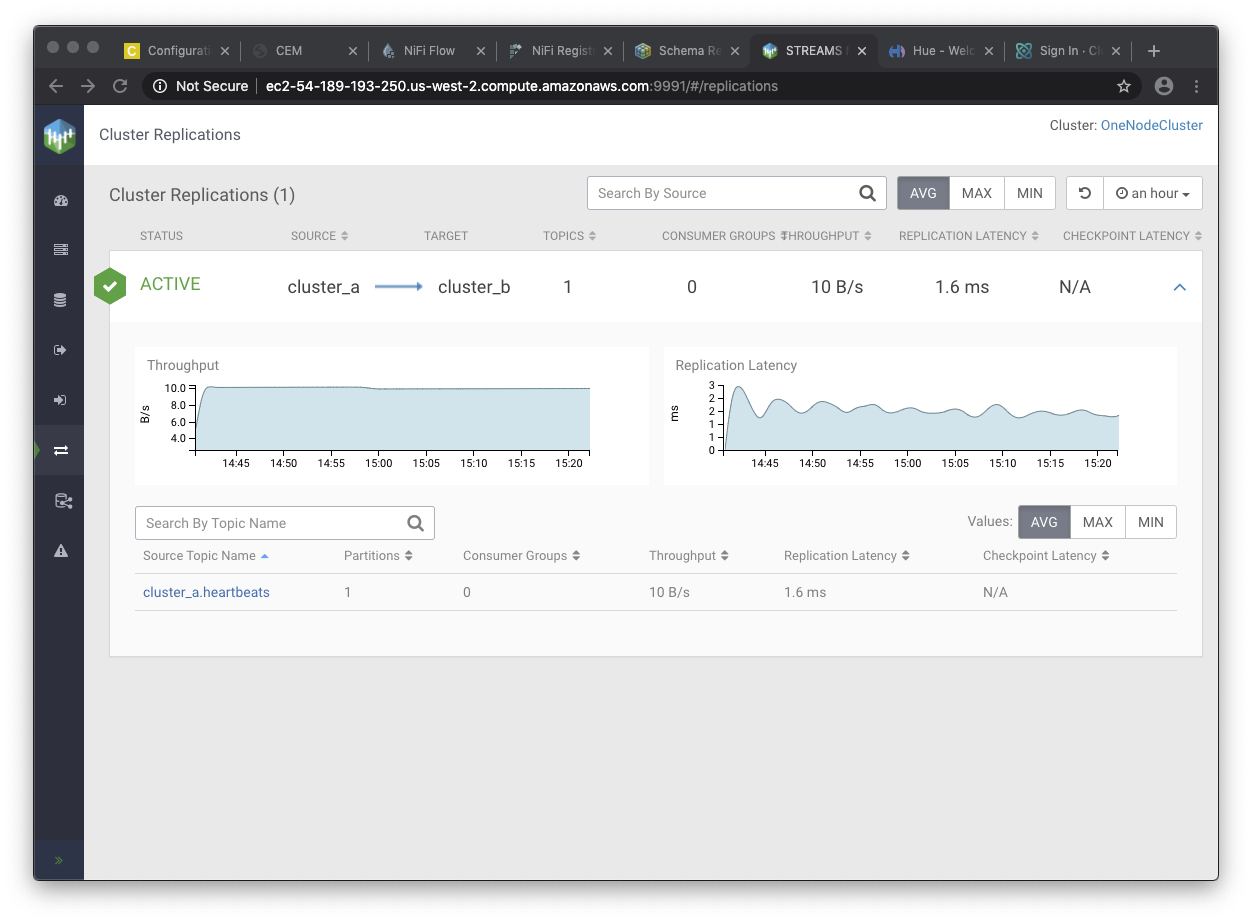 Configurati CEM NiFi Flow NiFi Regist Schema Re STREAMS Hue - Welc Sign In · Cl
Not Secure ec2-54-189-193-250.us-west-2.compute.amazonaws.com:9991/#/replications
Cluster Replications
Cluster: OneNodeCluster
Cluster Replications (1)
Search By Source
AVG MAX MIN
an hour
STATUS SOURCE TARGET TOPICS CONSUMER GROUPS THROUGHPUT REPLICATION LATENCY CHECKPOINT LATENCY
ACTIVE cluster_a cluster_b 1 0 10 B/s 1.6 ms N/A
Throughput
B/s
10.0
8.0
6.0
4.0
14:45 14:50 14:55 15:00 15:05 15:10 15:15 15:20
Replication Latency
ms
3
2
2
1
1
0
14:45 14:50 14:55 15:00 15:05 15:10 15:15 15:20
Search By Topic Name
Values: AVG MAX MIN
Source Topic Name Partitions Consumer Groups Throughput Replication Latency Checkpoint Latency
cluster_a.heartbeats 1 0 10 B/s 1.6 ms N/A